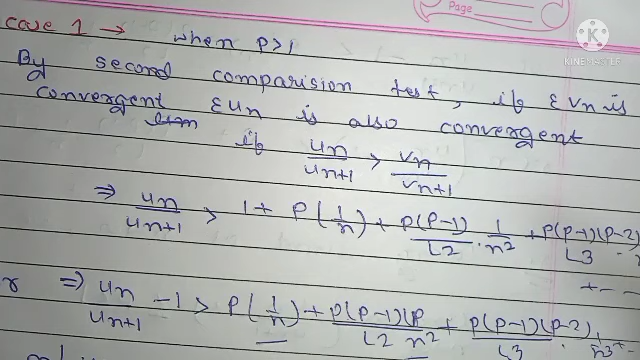 Page
KINEMASTER
Case 1 → when P>1
By second comparision test, if ΣVn is
convergent Σun is also convergent
if un/un+1 > vn/vn+1
⇒ un/un+1 > 1 + P(1/n) + P(P-1)/L2 · 1/n² + P(P-1)(P-2)/L3 ·
+ - -
r ⇒ un/un+1 - 1 > P(1/n) + P(P-1)(P/L2 n² + P(P-1)(P-2)/L3 · 1/n3 + -